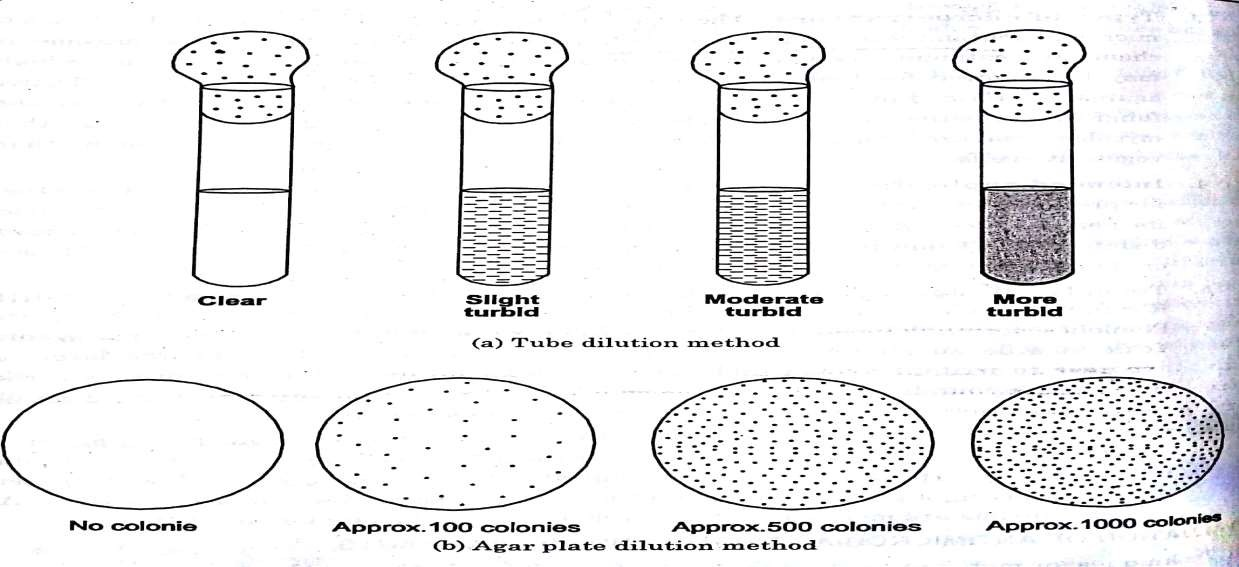 Clear
Slight
turbid
Moderate
turbid
More
turbid
(a) Tube dilution method
No colonie
Approx.100 colonies
Approx.500 colonies
Approx.1000 colonies
(b) Agar plate dilution method